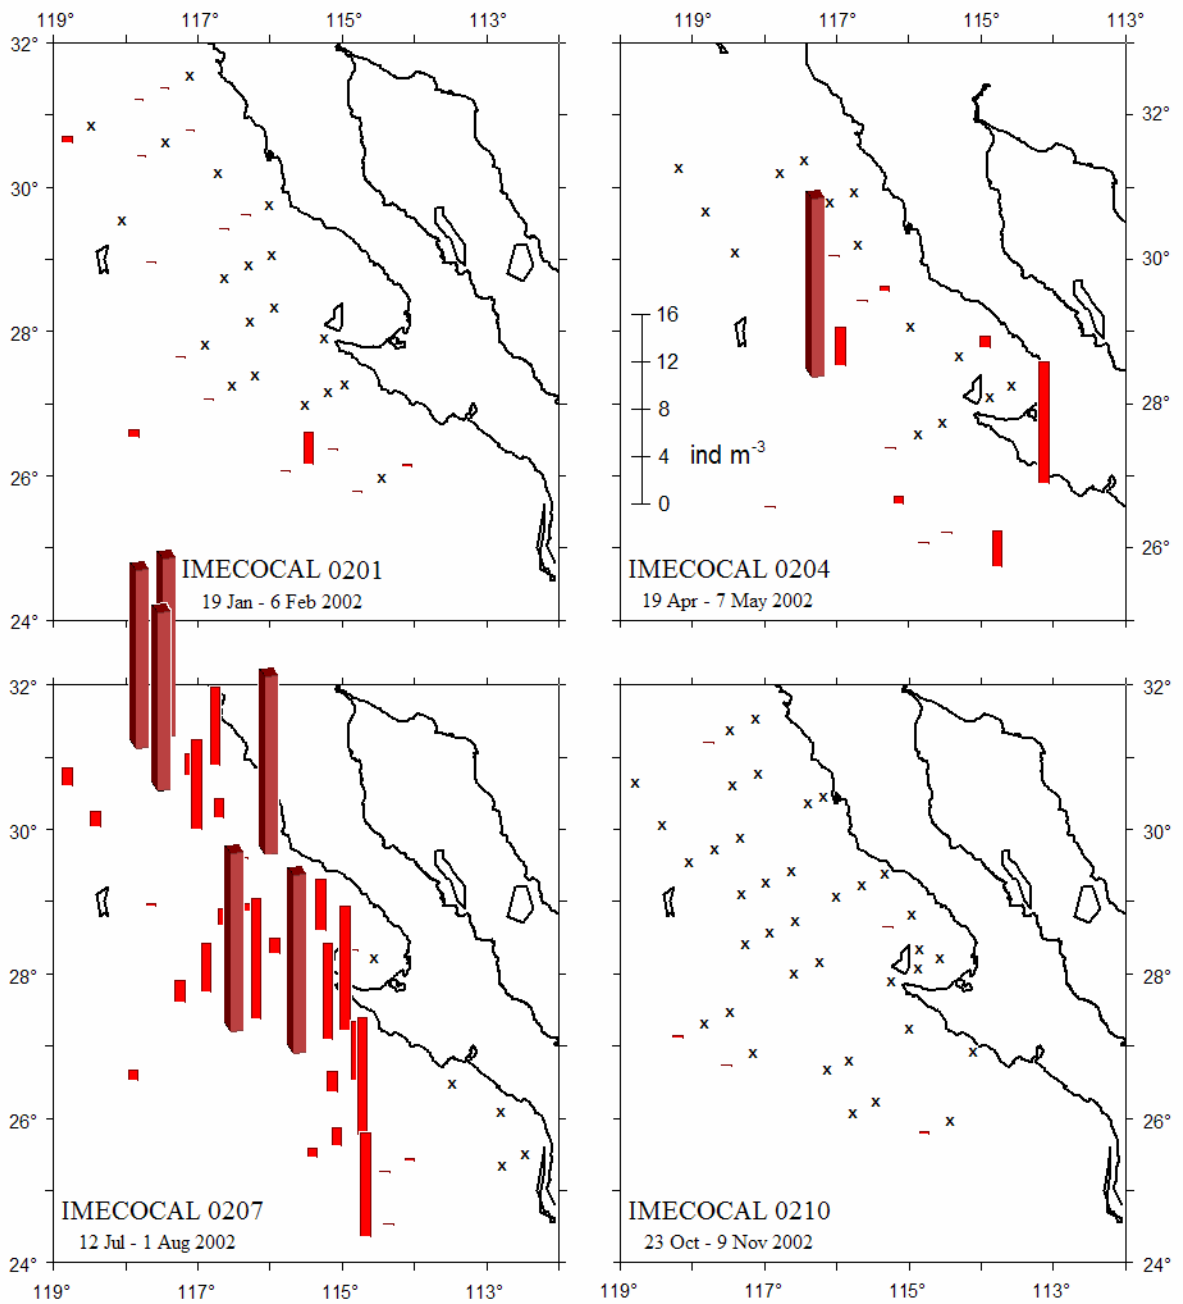 119° 117° 115° 113° 119° 117° 115° 113°
32°
32°
30°
30°
28°
16
12
8
4
0
ind m-3
28°
26°
26°
IMECOCAL 0201
19 Jan - 6 Feb 2002
IMECOCAL 0204
19 Apr - 7 May 2002
24°
32° 32°
30° 30°
28° 28°
26° 26°
IMECOCAL 0207
12 Jul - 1 Aug 2002
IMECOCAL 0210
23 Oct - 9 Nov 2002
24° 24°
119° 117° 115° 113° 119° 117° 115° 113°